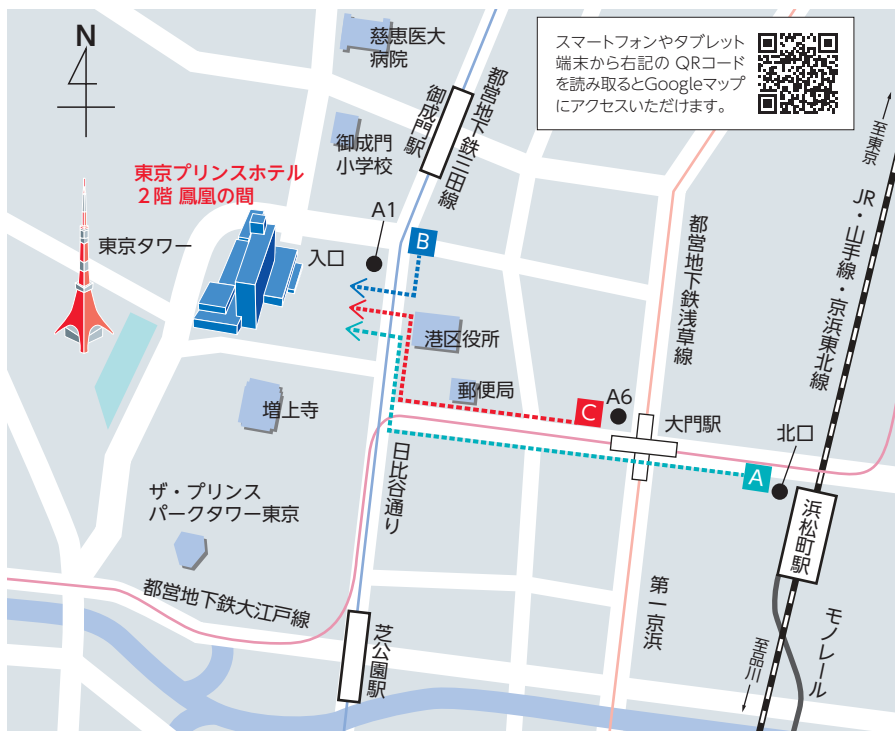 N
慈恵医大
病院
スマートフォンやタブレット
端末から右記の QRコード
を読み取るとGoogleマップ
にアクセスいただけます。
都営地下鉄三田線
御成門駅
至東京
御成門
小学校
東京プリンスホテル
2階 鳳凰の間
A1
JR・山手線・京浜東北線
都営地下鉄浅草線
東京タワー
入口
B
港区役所
郵便局
C
A6
大門駅
北口
増上寺
A
日比谷通り
ザ・プリンス
パークタワー東京
浜松町駅
都営地下鉄大江戸線
第一京浜
モノレール
芝公園駅
至品川